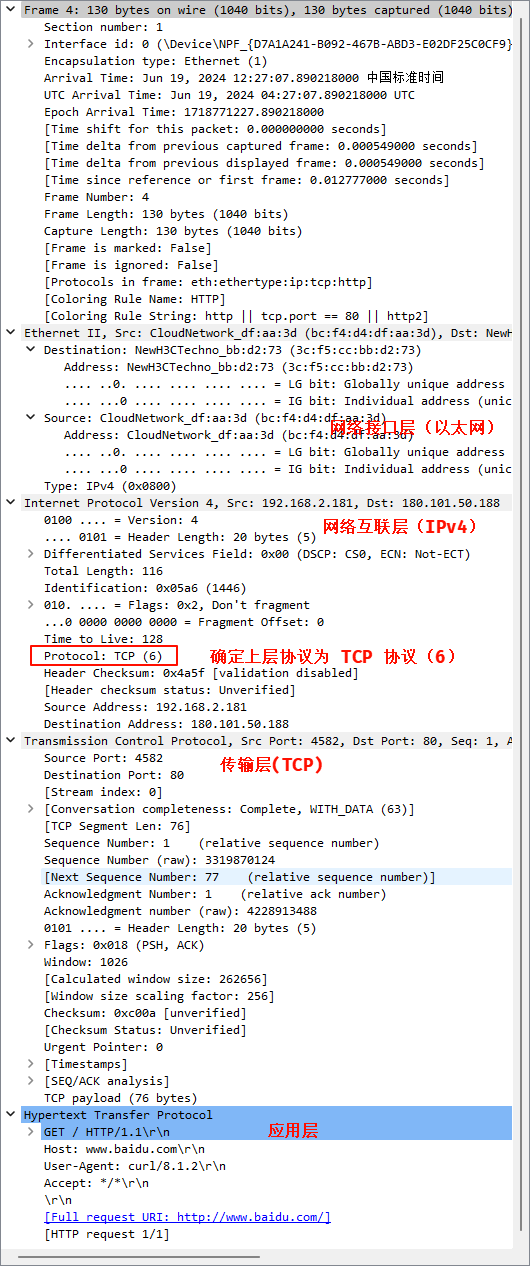 Frame 4: 130 bytes on wire (1040 bits), 130 bytes captured (1040 bits)
Section number: 1
Interface id: 0 (\Device\NPF_{D7A1A241-B092-467B-ABD3-E02DF25C0CF9}
Encapsulation type: Ethernet (1)
Arrival Time: Jun 19, 2024 12:27:07.890218000 中国标准时间
UTC Arrival Time: Jun 19, 2024 04:27:07.890218000 UTC
Epoch Arrival Time: 1718771227.890218000
[Time shift for this packet: 0.000000000 seconds]
[Time delta from previous captured frame: 0.000549000 seconds]
[Time delta from previous displayed frame: 0.000549000 seconds]
[Time since reference or first frame: 0.012777000 seconds]
Frame Number: 4
Frame Length: 130 bytes (1040 bits)
Capture Length: 130 bytes (1040 bits)
[Frame is marked: False]
[Frame is ignored: False]
[Protocols in frame: eth:ethertype:ip:tcp:http]
[Coloring Rule Name: HTTP]
[Coloring Rule String: http || tcp.port == 80 || http2]
Ethernet II, Src: CloudNetwork_df:aa:3d (bc:f4:d4:df:aa:3d), Dst: NewH
Destination: NewH3CTechno_bb:d2:73 (3c:f5:cc:bb:d2:73)
Address: NewH3CTechno_bb:d2:73 (3c:f5:cc:bb:d2:73)
.... ..0. .... .... .... .... = LG bit: Globally unique address
.... ...0 .... .... .... .... = IG bit: Individual address (unic
Source: CloudNetwork_df:aa:3d (bc:f4:d4:df:aa:3d)
网络接口层（以太网）
Address: CloudNetwork_df:aa:3d (bc:f4:d4:df:aa:3d)
.... ..0. .... .... .... .... = LG bit: Globally unique address
.... ...0 .... .... .... .... = IG bit: Individual address (unic
Type: IPv4 (0x0800)
Internet Protocol Version 4, Src: 192.168.2.181, Dst: 180.101.50.188
0100 .... = Version: 4
网络互联层（IPv4）
.... 0101 = Header Length: 20 bytes (5)
Differentiated Services Field: 0x00 (DSCP: CS0, ECN: Not-ECT)
Total Length: 116
Identification: 0x05a6 (1446)
010. .... = Flags: 0x2, Don't fragment
...0 0000 0000 0000 = Fragment Offset: 0
Time to Live: 128
Protocol: TCP (6)
确定上层协议为 TCP 协议（6）
Header Checksum: 0x4a5f [validation disabled]
[Header checksum status: Unverified]
Source Address: 192.168.2.181
Destination Address: 180.101.50.188
Transmission Control Protocol, Src Port: 4582, Dst Port: 80, Seq: 1, A
Source Port: 4582
传输层(TCP)
Destination Port: 80
[Stream index: 0]
[Conversation completeness: Complete, WITH_DATA (63)]
[TCP Segment Len: 76]
Sequence Number: 1    (relative sequence number)
Sequence Number (raw): 3319870124
[Next Sequence Number: 77    (relative sequence number)]
Acknowledgment Number: 1    (relative ack number)
Acknowledgment number (raw): 4228913488
0101 .... = Header Length: 20 bytes (5)
Flags: 0x018 (PSH, ACK)
Window: 1026
[Calculated window size: 262656]
[Window size scaling factor: 256]
Checksum: 0xc00a [unverified]
[Checksum Status: Unverified]
Urgent Pointer: 0
[Timestamps]
[SEQ/ACK analysis]
TCP payload (76 bytes)
Hypertext Transfer Protocol
GET / HTTP/1.1\r\n
应用层
Host: www.baidu.com\r\n
User-Agent: curl/8.1.2\r\n
Accept: */*\r\n
\r\n
[Full request URI: http://www.baidu.com/]
[HTTP request 1/1]